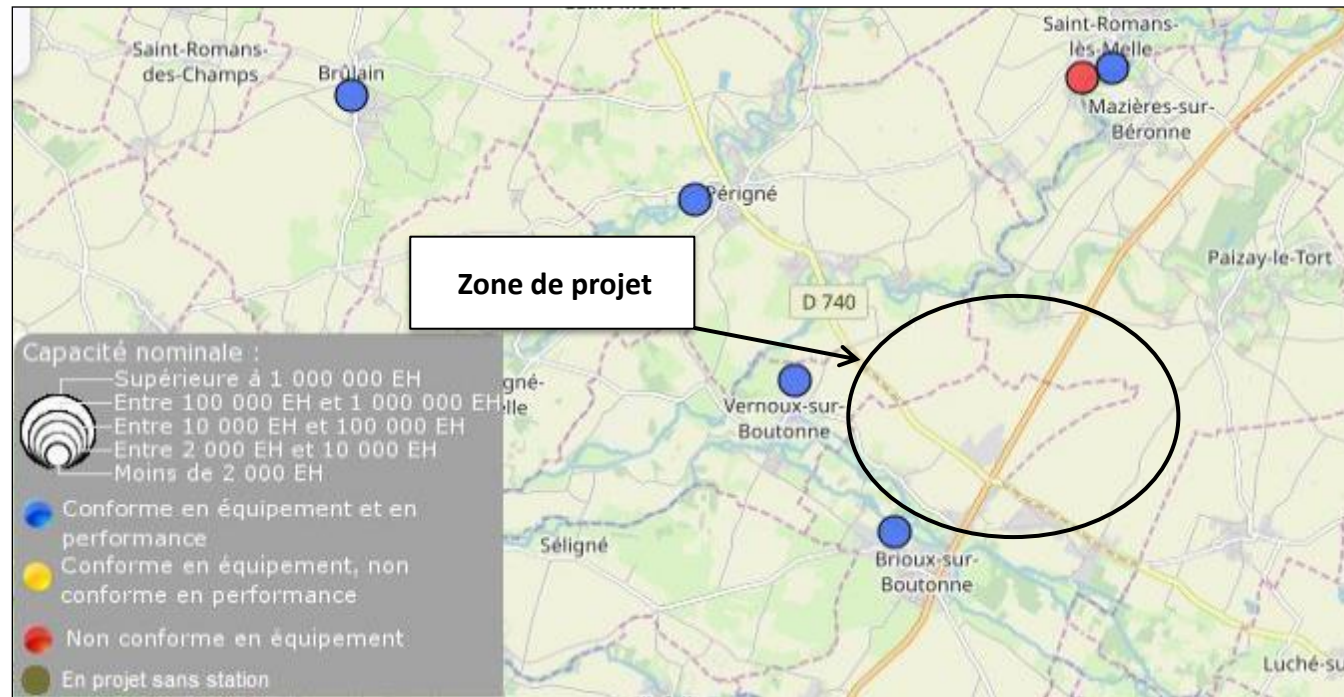 Saint-Romans-
des-Champs
Brûlain
Saint-Romans-
lès-Melle
Mazières-sur-
Béronne
Périgné
Paizay-le-Tort
Zone de projet
D 740
Vernoux-sur-
Boutonne
Séligné
Brioux-sur-
Boutonne
Luché-su
Capacité nominale :
Supérieure à 1 000 000 EH
Entre 100 000 EH et 1 000 000 EH
Entre 10 000 EH et 100 000 EH
Entre 2 000 EH et 10 000 EH
Moins de 2 000 EH
Conforme en équipement et en
performance
Conforme en équipement, non
conforme en performance
Non conforme en équipement
En projet sans station
gné-
elle